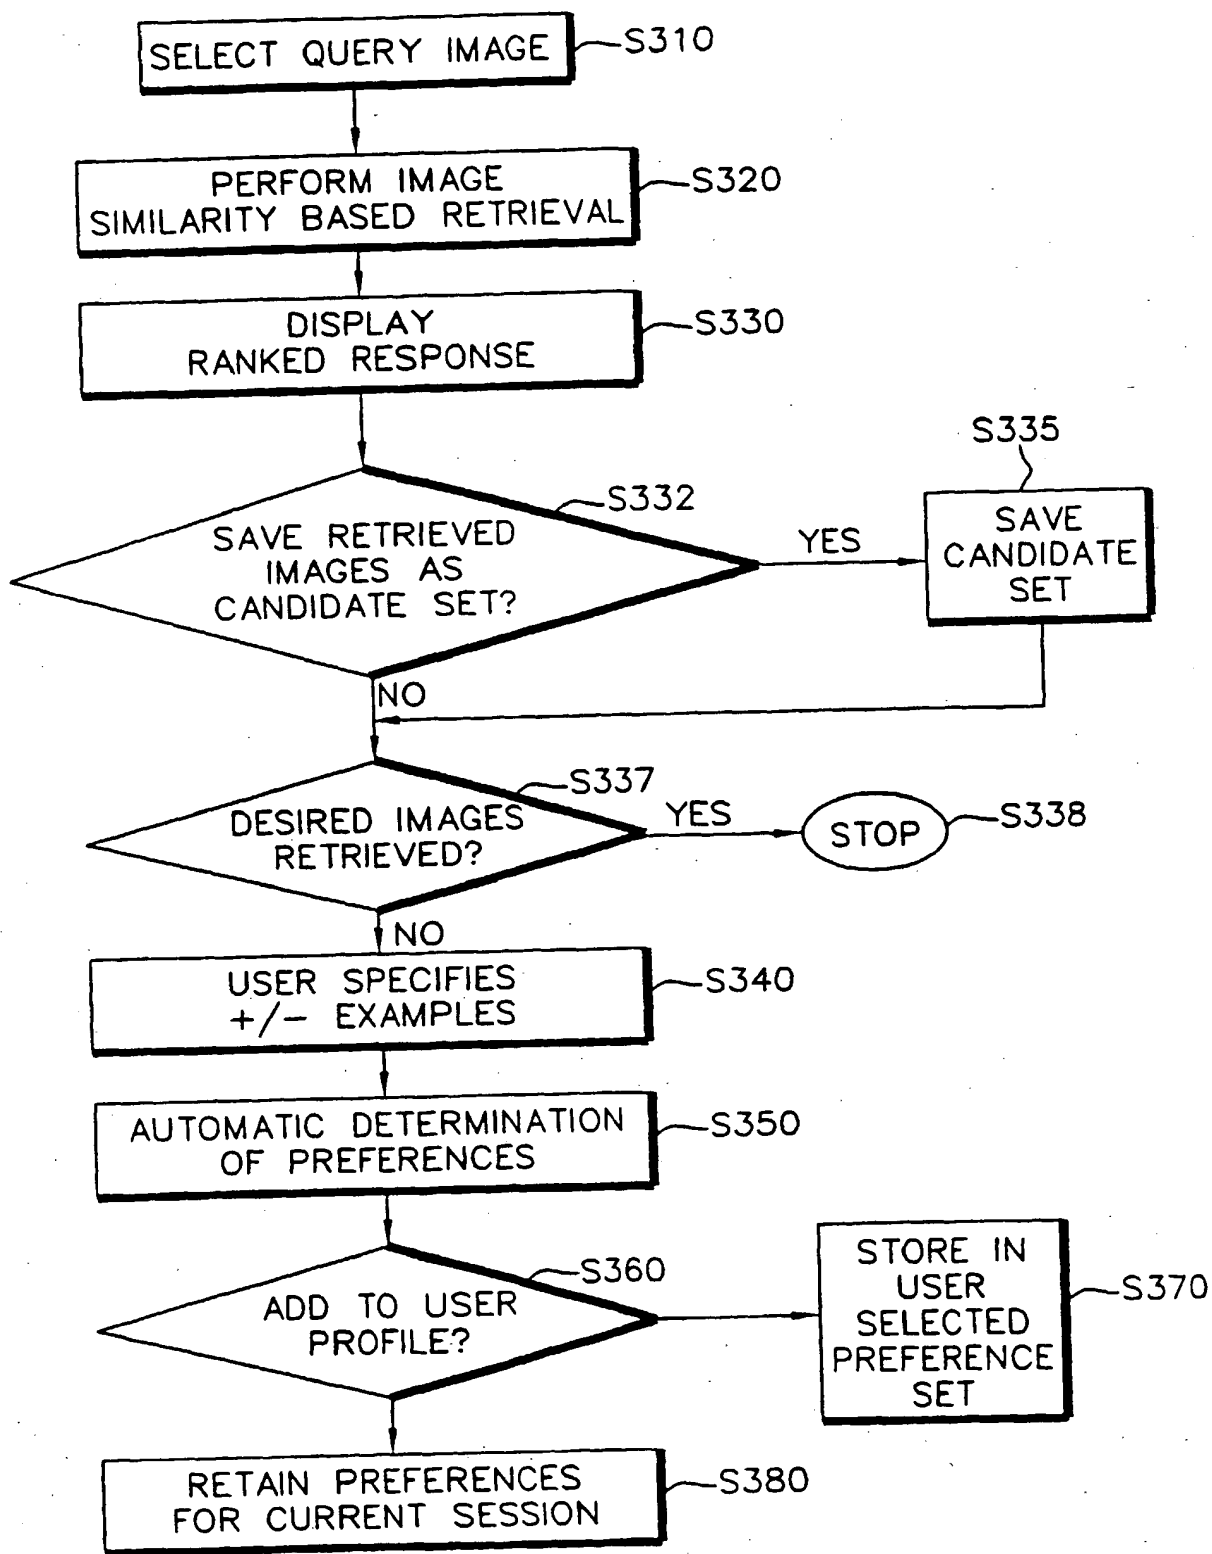 SELECT QUERY IMAGE
S310
PERFORM IMAGE
SIMILARITY BASED RETRIEVAL
S320
DISPLAY
RANKED RESPONSE
S330
SAVE RETRIEVED
IMAGES AS
CANDIDATE SET?
S332
YES
S335
SAVE
CANDIDATE
SET
NO
DESIRED IMAGES
RETRIEVED?
S337
YES
STOP
S338
NO
USER SPECIFIES
+/− EXAMPLES
S340
AUTOMATIC DETERMINATION
OF PREFERENCES
S350
ADD TO USER
PROFILE?
S360
STORE IN
USER
SELECTED
PREFERENCE
SET
S370
RETAIN PREFERENCES
FOR CURRENT SESSION
S380